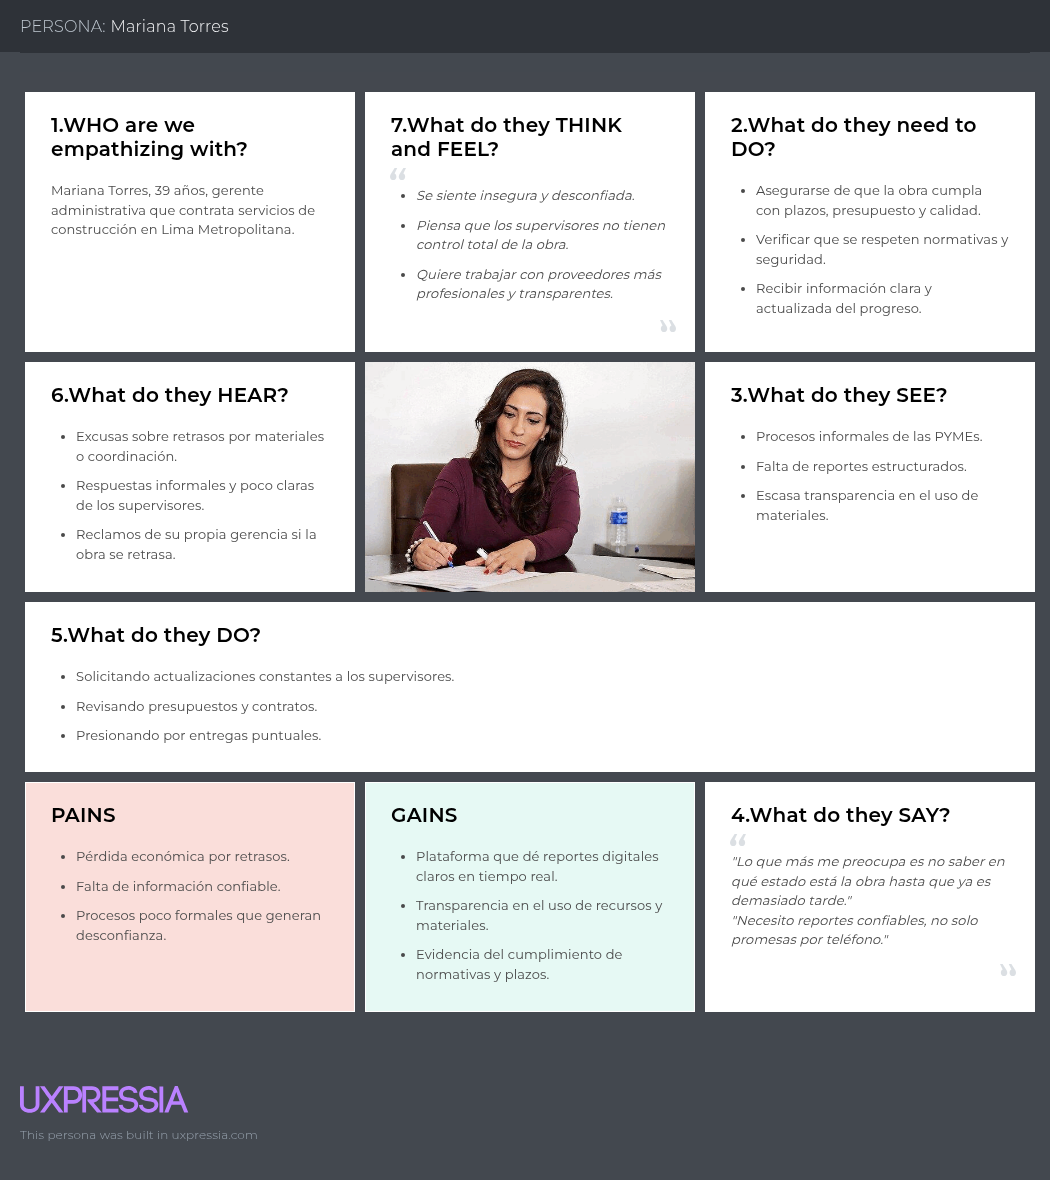 PERSONA: Mariana Torres
1.WHO are we
empathizing with?
Mariana Torres, 39 años, gerente
administrativa que contrata servicios de
construcción en Lima Metropolitana.
7.What do they THINK
and FEEL?
“
• Se siente insegura y desconfiada.
• Piensa que los supervisores no tienen
control total de la obra.
• Quiere trabajar con proveedores más
profesionales y transparentes.
”
2.What do they need to
DO?
• Asegurarse de que la obra cumpla
con plazos, presupuesto y calidad.
• Verificar que se respeten normativas y
seguridad.
• Recibir información clara y
actualizada del progreso.
6.What do they HEAR?
• Excusas sobre retrasos por materiales
o coordinación.
• Respuestas informales y poco claras
de los supervisores.
• Reclamos de su propia gerencia si la
obra se retrasa.
3.What do they SEE?
• Procesos informales de las PYMEs.
• Falta de reportes estructurados.
• Escasa transparencia en el uso de
materiales.
5.What do they DO?
• Solicitando actualizaciones constantes a los supervisores.
• Revisando presupuestos y contratos.
• Presionando por entregas puntuales.
PAINS
• Pérdida económica por retrasos.
• Falta de información confiable.
• Procesos poco formales que generan
desconfianza.
GAINS
• Plataforma que dé reportes digitales
claros en tiempo real.
• Transparencia en el uso de recursos y
materiales.
• Evidencia del cumplimiento de
normativas y plazos.
4.What do they SAY?
“
"Lo que más me preocupa es no saber en
qué estado está la obra hasta que ya es
demasiado tarde."
"Necesito reportes confiables, no solo
promesas por teléfono."
”
UXPRESSIA
This persona was built in uxpressia.com